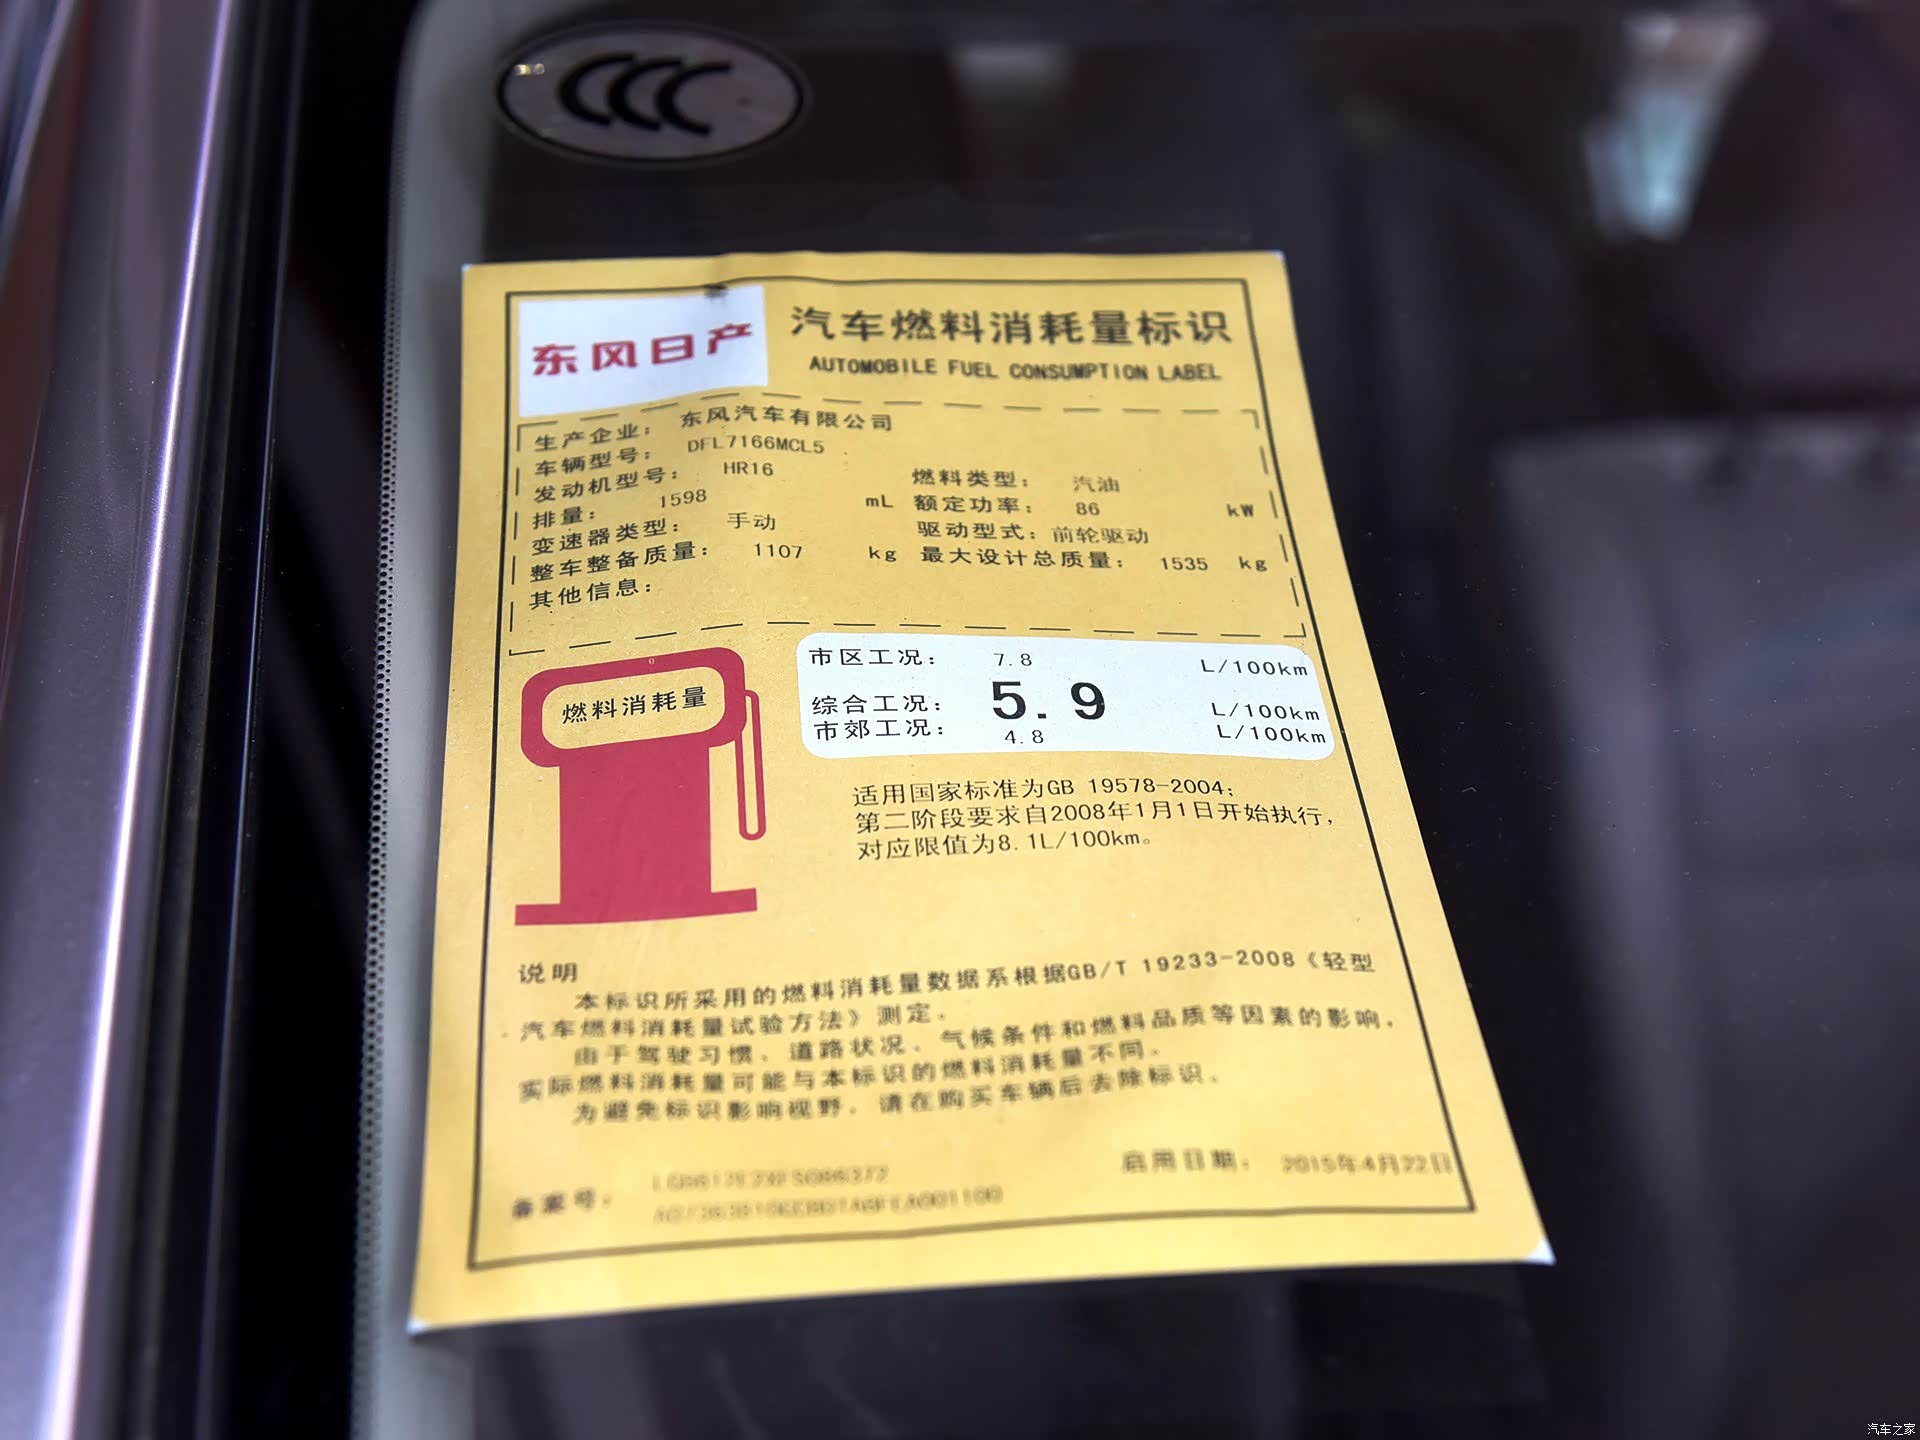 CCC
东风日产
汽车燃料消耗量标识
AUTOMOBILE FUEL CONSUMPTION LABEL
生产企业： 东风汽车有限公司
车辆型号： DFL7166MCL5
发动机型号： HR16 燃料类型： 汽油
排量： 1598 mL 额定功率： 86 kW
变速器类型： 手动 驱动型式：前轮驱动
整车整备质量： 1107 kg 最大设计总质量： 1535 kg
其他信息：
燃料消耗量
市区工况： 7.8 L/100km
综合工况： 5.9 L/100km
市郊工况： 4.8 L/100km
适用国家标准为GB 19578-2004；
第二阶段要求自2008年1月1日开始执行，
对应限值为8.1L/100km。
说明
本标识所采用的燃料消耗量数据系根据GB/T 19233-2008《轻型
汽车燃料消耗量试验方法》测定．
由于驾驶习惯、道路状况、气候条件和燃料品质等因素的影响，
实际燃料消耗量可能与本标识的燃料消耗量不同．
为避免标识影响视野．请在购买车辆后去除标识．
备案号：
启用日期： 2015年4月22日
汽车之家